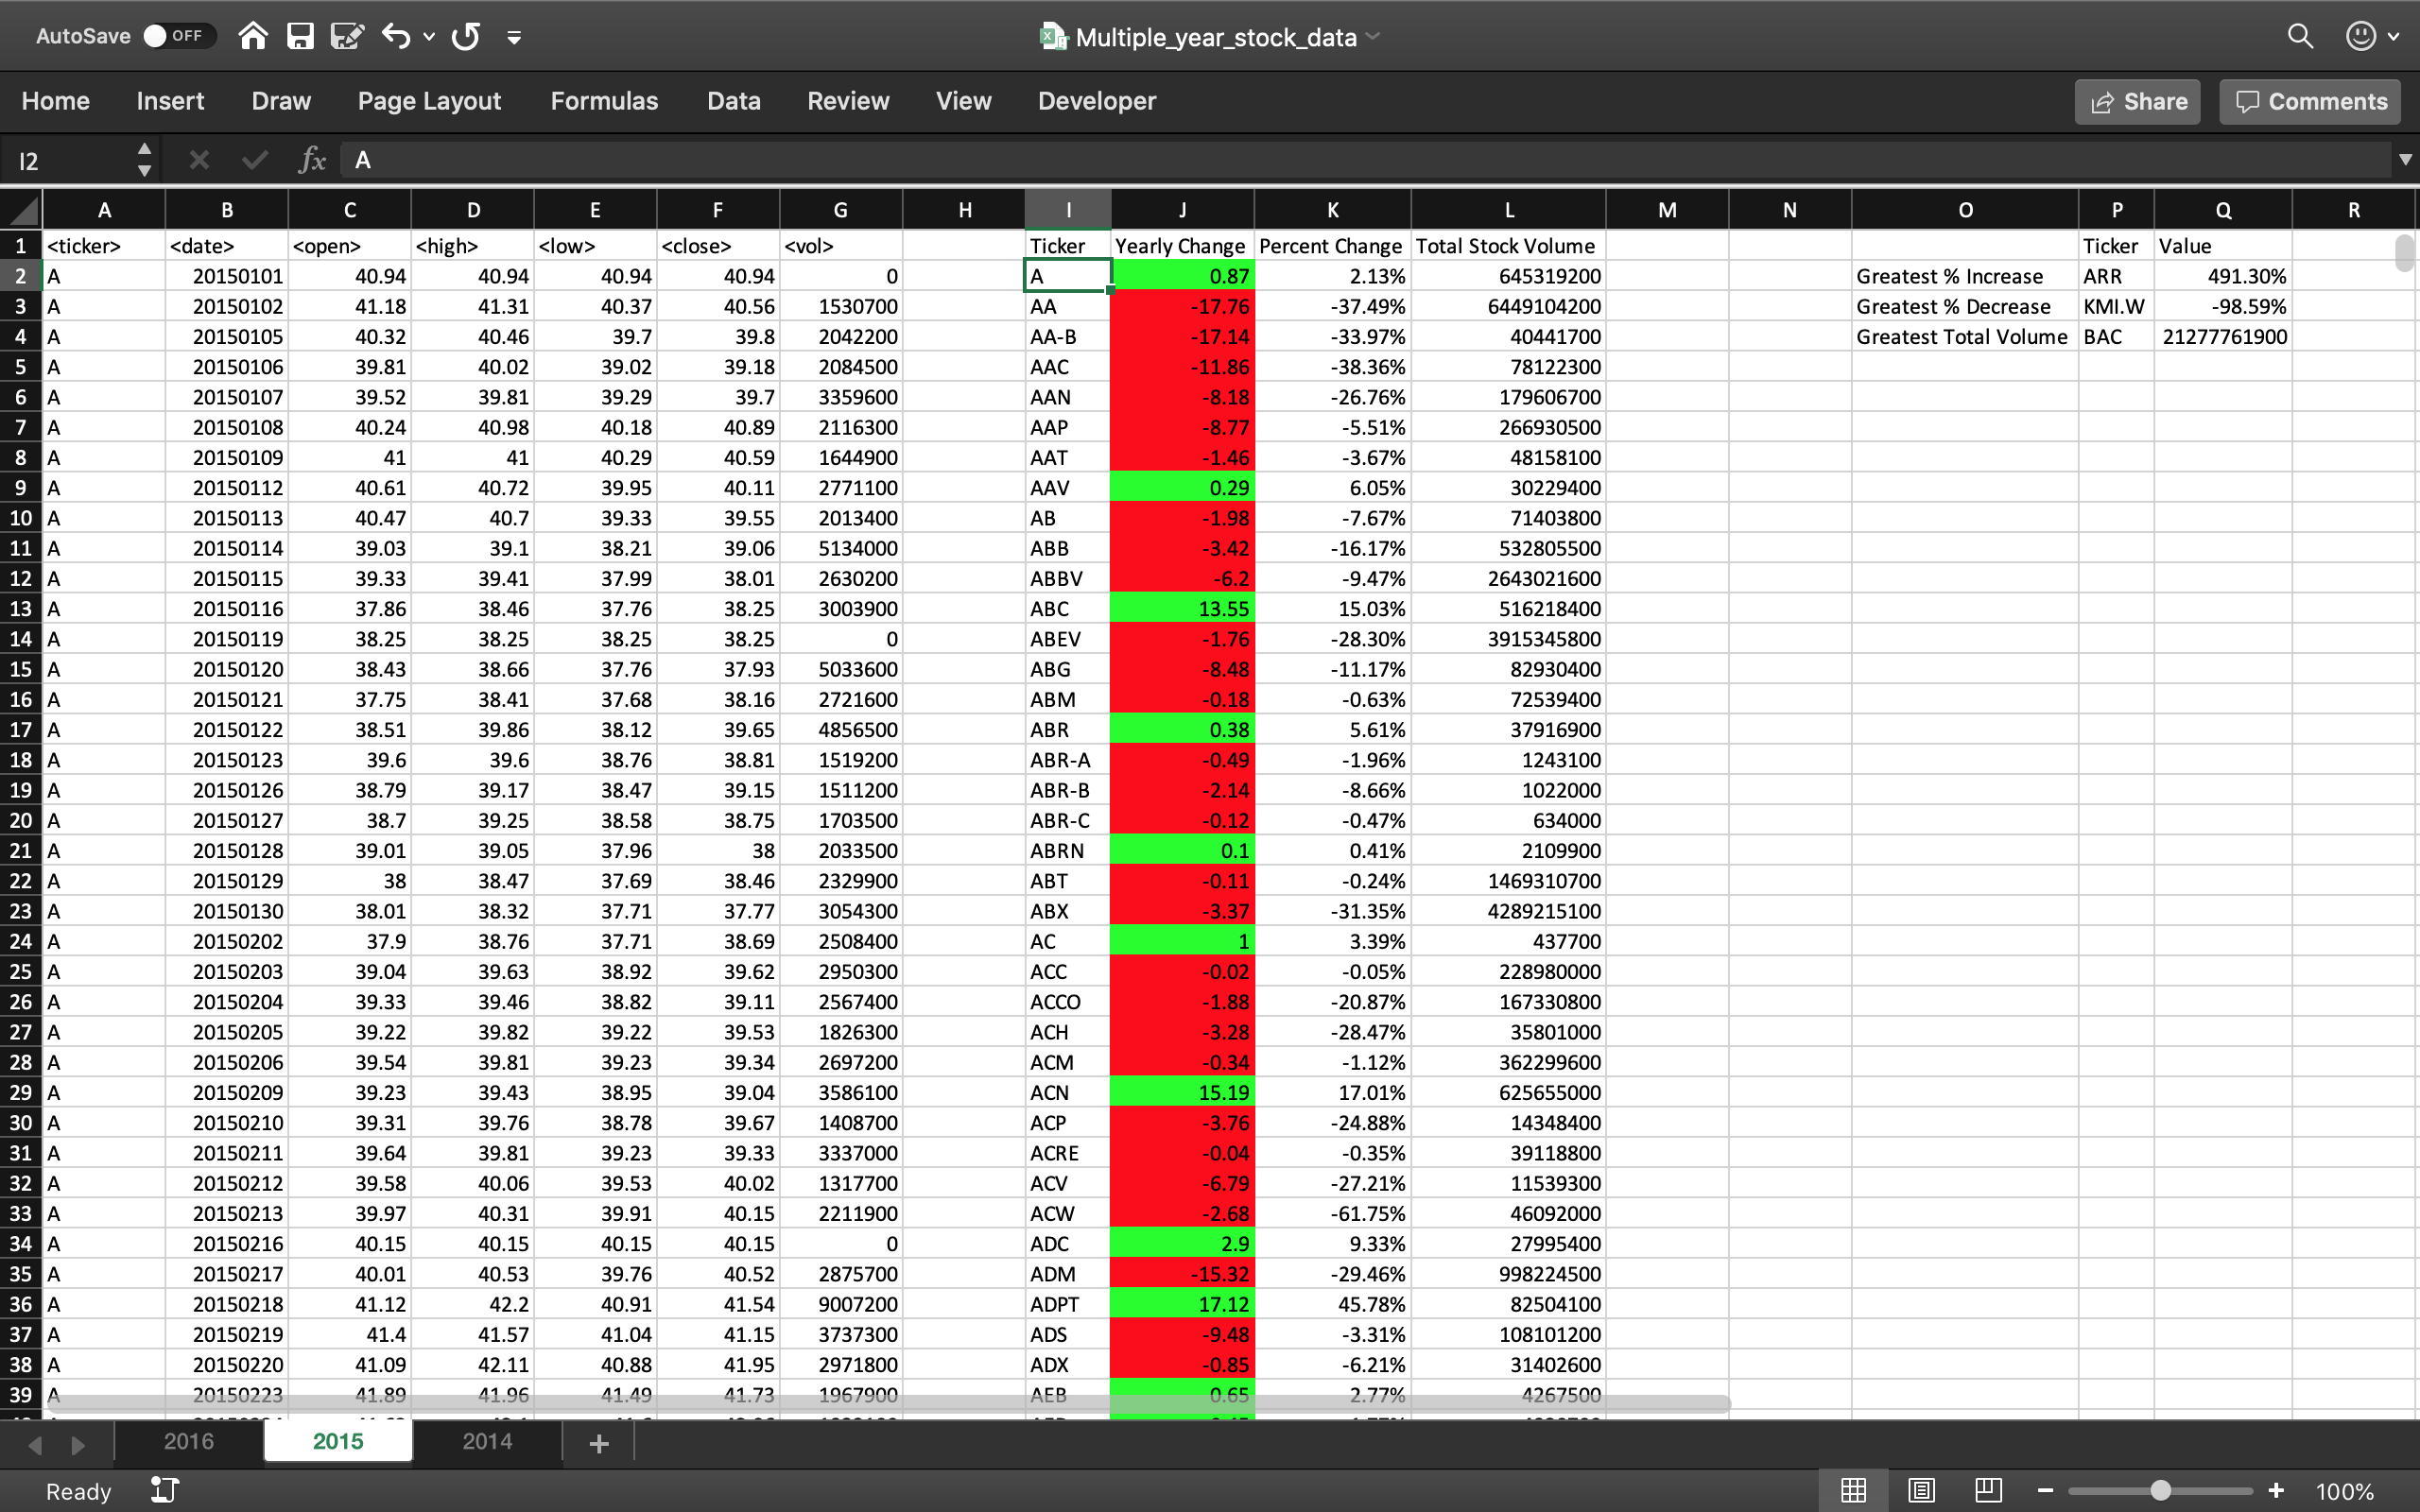 AutoSave OFF Multiple_year_stock_data
Home Insert Draw Page Layout Formulas Data Review View Developer Share Comments
I2 fx A
A B C D E F G H I J K L M N O P Q R
1 <ticker> <date> <open> <high> <low> <close> <vol> Ticker Yearly Change Percent Change Total Stock Volume Ticker Value
2 A 20150101 40.94 40.94 40.94 40.94 0 A 0.87 2.13% 645319200 Greatest % Increase ARR 491.30%
3 A 20150102 41.18 41.31 40.37 40.56 1530700 AA -17.76 -37.49% 6449104200 Greatest % Decrease KMI.W -98.59%
4 A 20150105 40.32 40.46 39.7 39.8 2042200 AA-B -17.14 -33.97% 40441700 Greatest Total Volume BAC 21277761900
5 A 20150106 39.81 40.02 39.02 39.18 2084500 AAC -11.86 -38.36% 78122300
6 A 20150107 39.52 39.81 39.29 39.7 3359600 AAN -8.18 -26.76% 179606700
7 A 20150108 40.24 40.98 40.18 40.89 2116300 AAP -8.77 -5.51% 266930500
8 A 20150109 41 41 40.29 40.59 1644900 AAT -1.46 -3.67% 48158100
9 A 20150112 40.61 40.72 39.95 40.11 2771100 AAV 0.29 6.05% 30229400
10 A 20150113 40.47 40.7 39.33 39.55 2013400 AB -1.98 -7.67% 71403800
11 A 20150114 39.03 39.1 38.21 39.06 5134000 ABB -3.42 -16.17% 532805500
12 A 20150115 39.33 39.41 37.99 38.01 2630200 ABBV -6.2 -9.47% 2643021600
13 A 20150116 37.86 38.46 37.76 38.25 3003900 ABC 13.55 15.03% 516218400
14 A 20150119 38.25 38.25 38.25 38.25 0 ABEV -1.76 -28.30% 3915345800
15 A 20150120 38.43 38.66 37.76 37.93 5033600 ABG -8.48 -11.17% 82930400
16 A 20150121 37.75 38.41 37.68 38.16 2721600 ABM -0.18 -0.63% 72539400
17 A 20150122 38.51 39.86 38.12 39.65 4856500 ABR 0.38 5.61% 37916900
18 A 20150123 39.6 39.6 38.76 38.81 1519200 ABR-A -0.49 -1.96% 1243100
19 A 20150126 38.79 39.17 38.47 39.15 1511200 ABR-B -2.14 -8.66% 1022000
20 A 20150127 38.7 39.25 38.58 38.75 1703500 ABR-C -0.12 -0.47% 634000
21 A 20150128 39.01 39.05 37.96 38 2033500 ABRN 0.1 0.41% 2109900
22 A 20150129 38 38.47 37.69 38.46 2329900 ABT -0.11 -0.24% 1469310700
23 A 20150130 38.01 38.32 37.71 37.77 3054300 ABX -3.37 -31.35% 4289215100
24 A 20150202 37.9 38.76 37.71 38.69 2508400 AC 1 3.39% 437700
25 A 20150203 39.04 39.63 38.92 39.62 2950300 ACC -0.02 -0.05% 228980000
26 A 20150204 39.33 39.46 38.82 39.11 2567400 ACCO -1.88 -20.87% 167330800
27 A 20150205 39.22 39.82 39.22 39.53 1826300 ACH -3.28 -28.47% 35801000
28 A 20150206 39.54 39.81 39.23 39.34 2697200 ACM -0.34 -1.12% 362299600
29 A 20150209 39.23 39.43 38.95 39.04 3586100 ACN 15.19 17.01% 625655000
30 A 20150210 39.31 39.76 38.78 39.67 1408700 ACP -3.76 -24.88% 14348400
31 A 20150211 39.64 39.81 39.23 39.33 3337000 ACRE -0.04 -0.35% 39118800
32 A 20150212 39.58 40.06 39.53 40.02 1317700 ACV -6.79 -27.21% 11539300
33 A 20150213 39.97 40.31 39.91 40.15 2211900 ACW -2.68 -61.75% 46092000
34 A 20150216 40.15 40.15 40.15 40.15 0 ADC 2.9 9.33% 27995400
35 A 20150217 40.01 40.53 39.76 40.52 2875700 ADM -15.32 -29.46% 998224500
36 A 20150218 41.12 42.2 40.91 41.54 9007200 ADPT 17.12 45.78% 82504100
37 A 20150219 41.4 41.57 41.04 41.15 3737300 ADS -9.48 -3.31% 108101200
38 A 20150220 41.09 42.11 40.88 41.95 2971800 ADX -0.85 -6.21% 31402600
39 A 20150223 41.89 41.96 41.49 41.73 1967900 AEB 0.65 2.77% 4267500
2016 2015 2014
Ready 100%